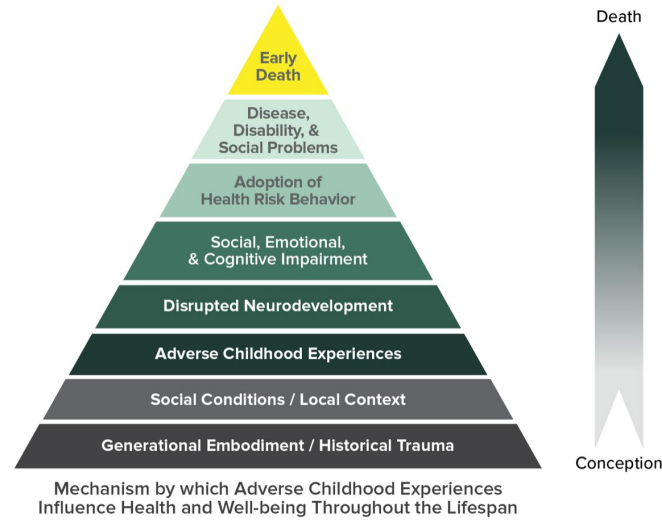 Death
Early
Death
Disease,
Disability, &
Social Problems
Adoption of
Health Risk Behavior
Social, Emotional,
& Cognitive Impairment
Disrupted Neurodevelopment
Adverse Childhood Experiences
Social Conditions / Local Context
Generational Embodiment / Historical Trauma
Conception
Mechanism by which Adverse Childhood Experiences
Influence Health and Well-being Throughout the Lifespan